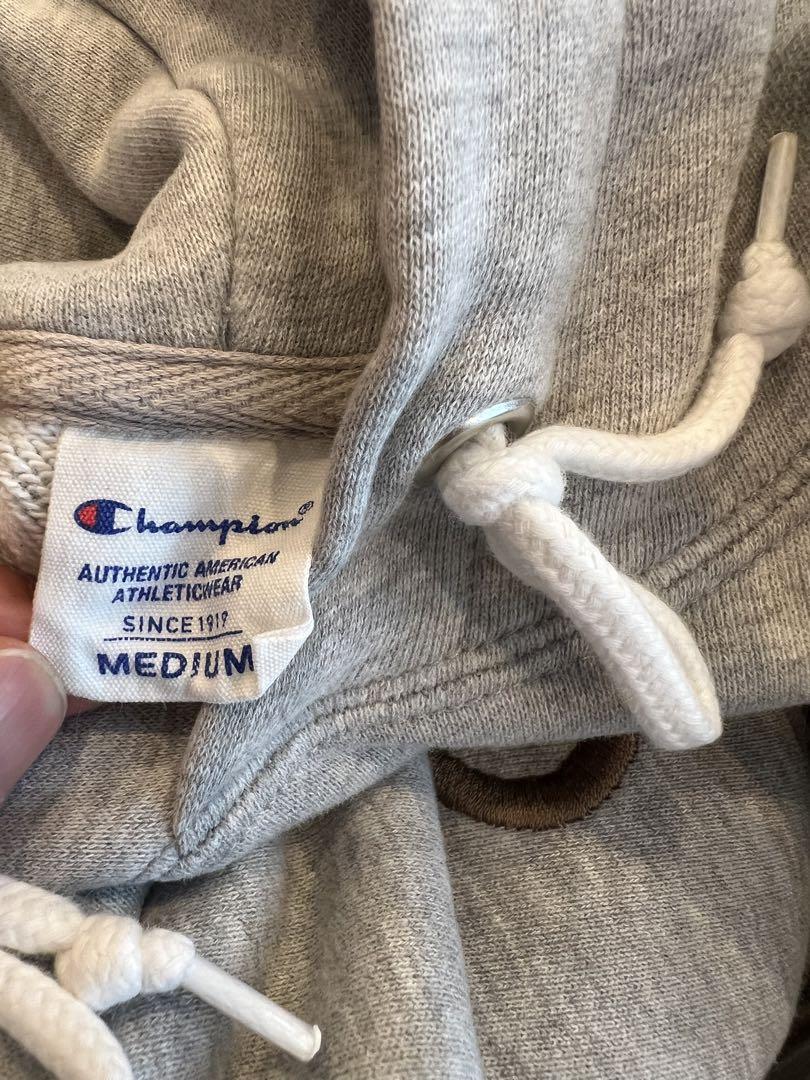 Champion®
AUTHENTIC AMERICAN
ATHLETICWEAR
SINCE 1919
MEDIUM